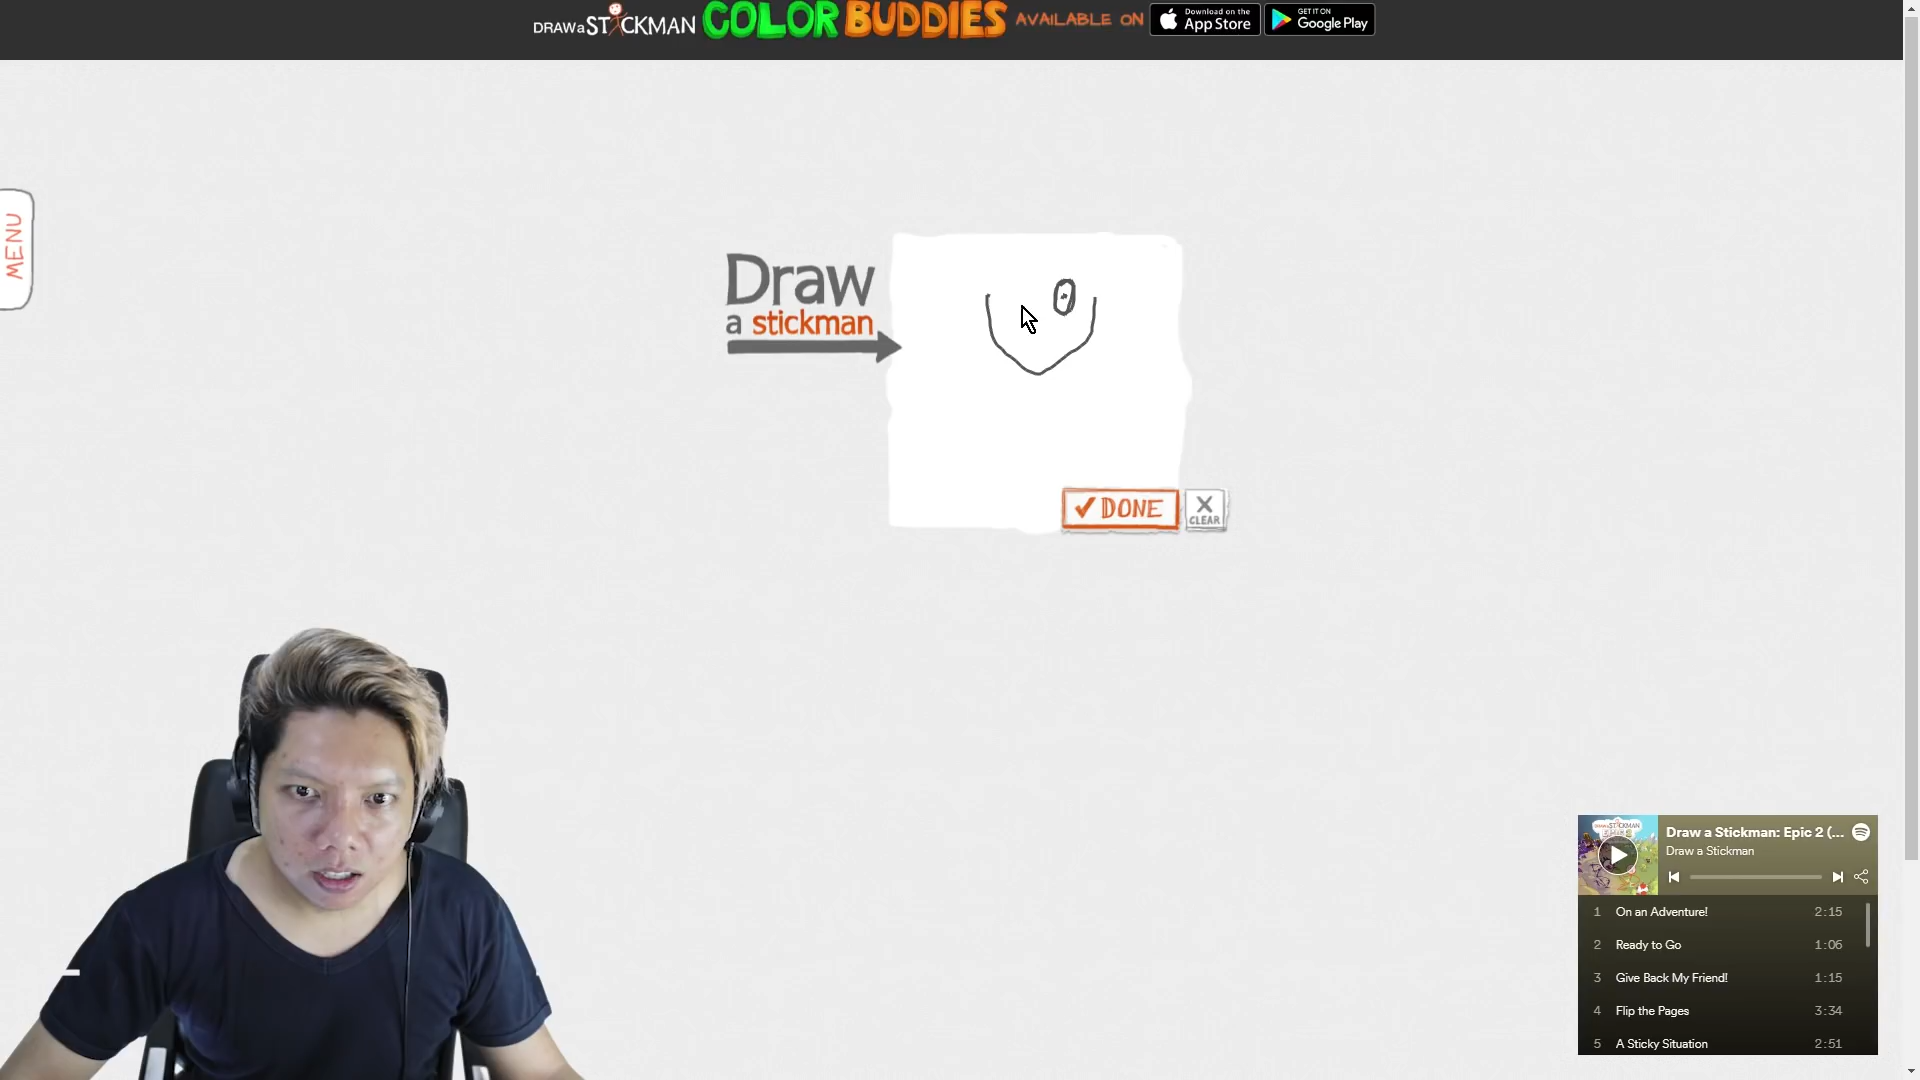 DRAW a STICKMAN COLOR BUDDIES AVAILABLE ON Download on the App Store GET IT ON Google Play
MENU
Draw
a stickman
DONE
X
CLEAR
Draw a Stickman: Epic 2 (...
Draw a Stickman
1 On an Adventure! 2:15
2 Ready to Go 1:06
3 Give Back My Friend! 1:15
4 Flip the Pages 3:34
5 A Sticky Situation 2:51